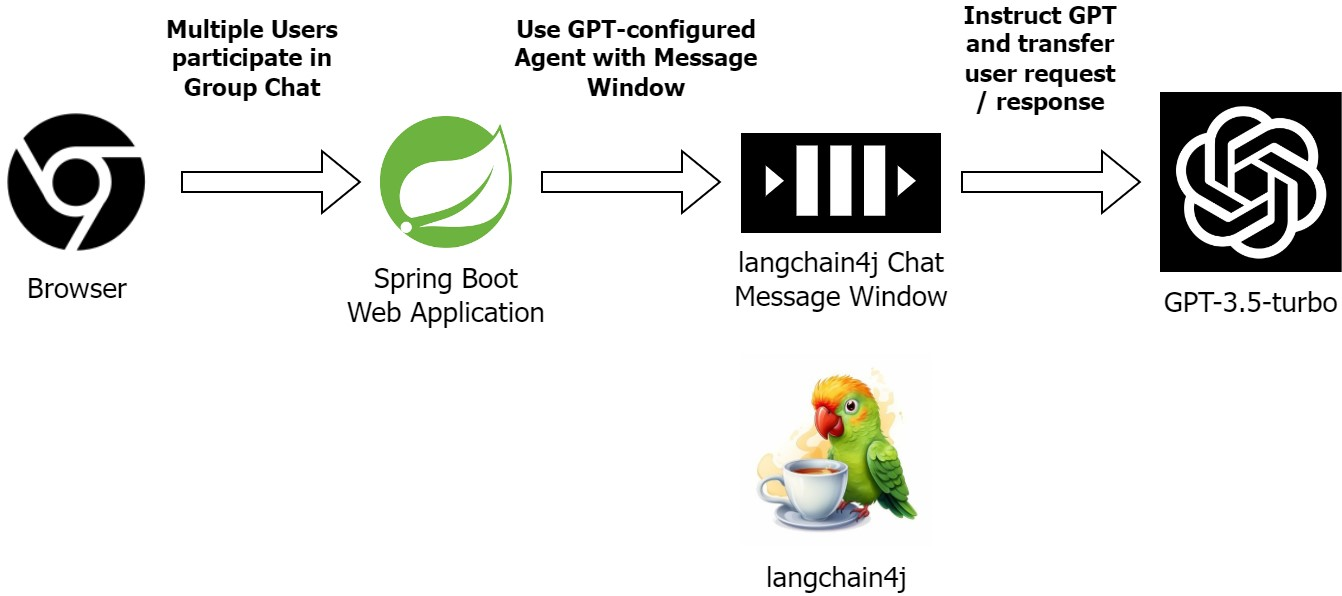 Multiple Users
participate in
Group Chat
Use GPT-configured
Agent with Message
Window
Instruct GPT
and transfer
user request
/ response
Browser
Spring Boot
Web Application
langchain4j Chat
Message Window
GPT-3.5-turbo
langchain4j